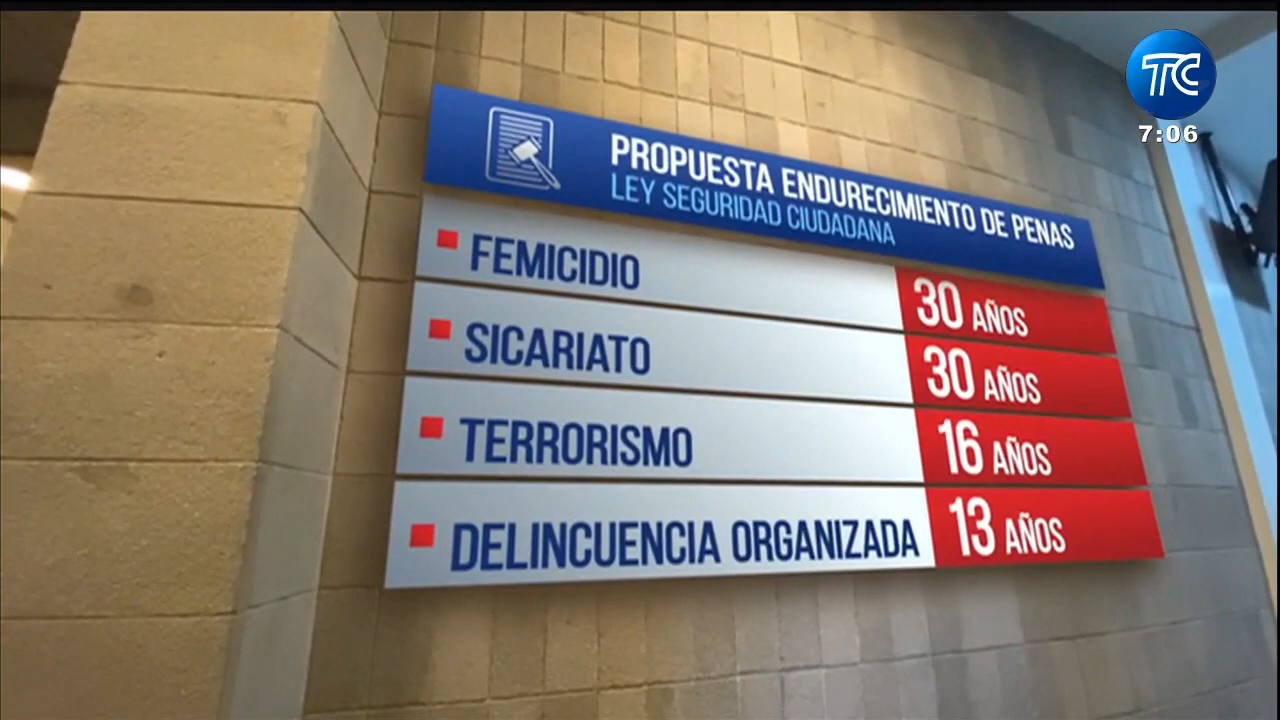 TC
7:06
PROPUESTA ENDURECIMIENTO DE PENAS
LEY SEGURIDAD CIUDADANA
FEMICIDIO 30 AÑOS
SICARIATO 30 AÑOS
TERRORISMO 16 AÑOS
DELINCUENCIA ORGANIZADA 13 AÑOS